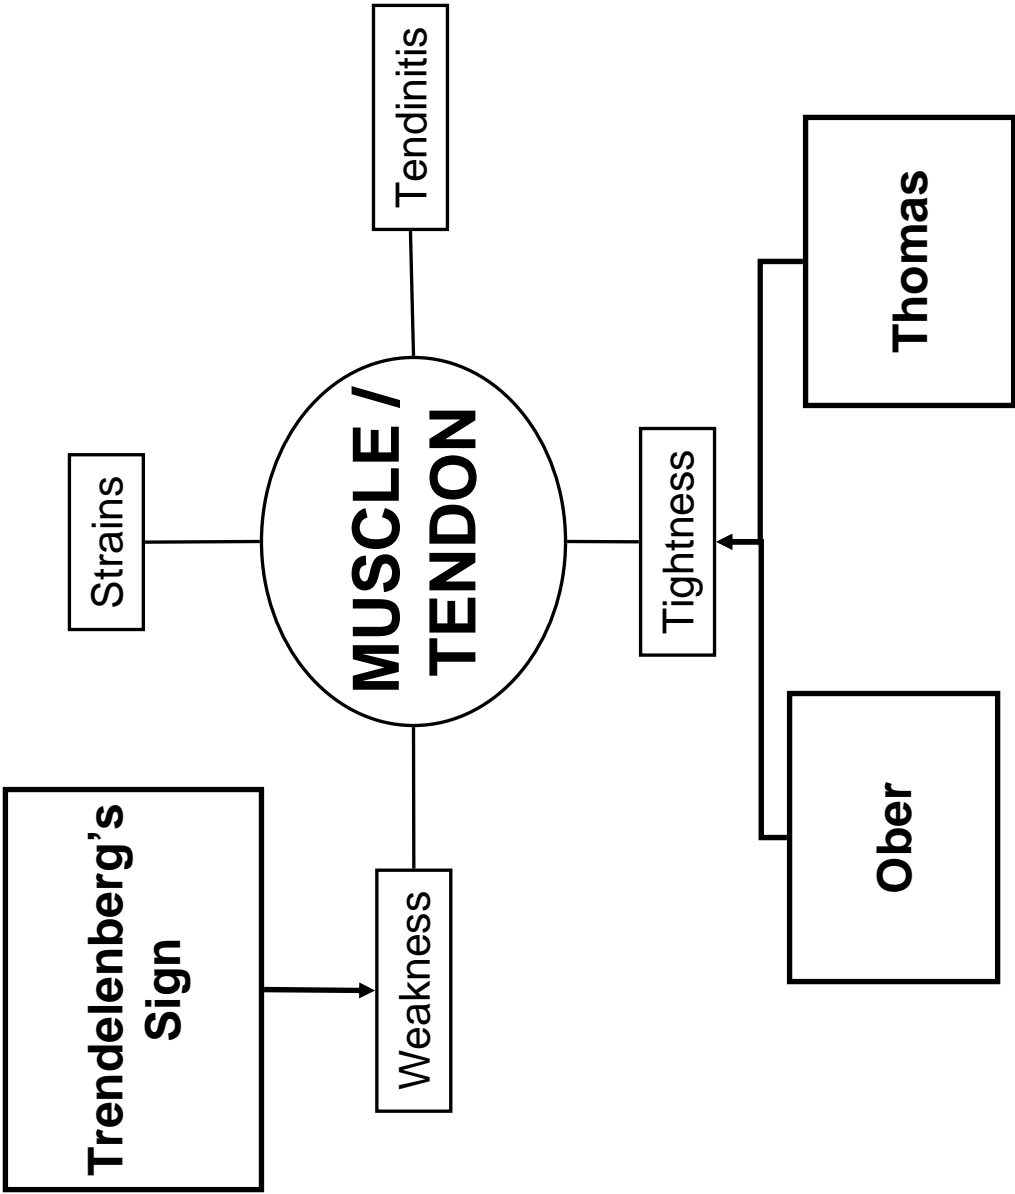 Trendelenberg’s
Sign
Strains
Weakness
MUSCLE /
TENDON
Tendinitis
Tightness
Ober
Thomas